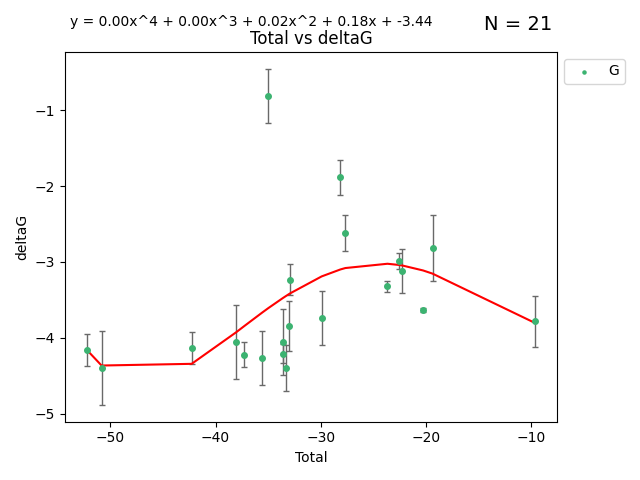 y = 0.00x^4 + 0.00x^3 + 0.02x^2 + 0.18x + -3.44
N = 21
Total vs deltaG
G
deltaG
−1
−2
−3
−4
−5
−50
−40
−30
−20
−10
Total